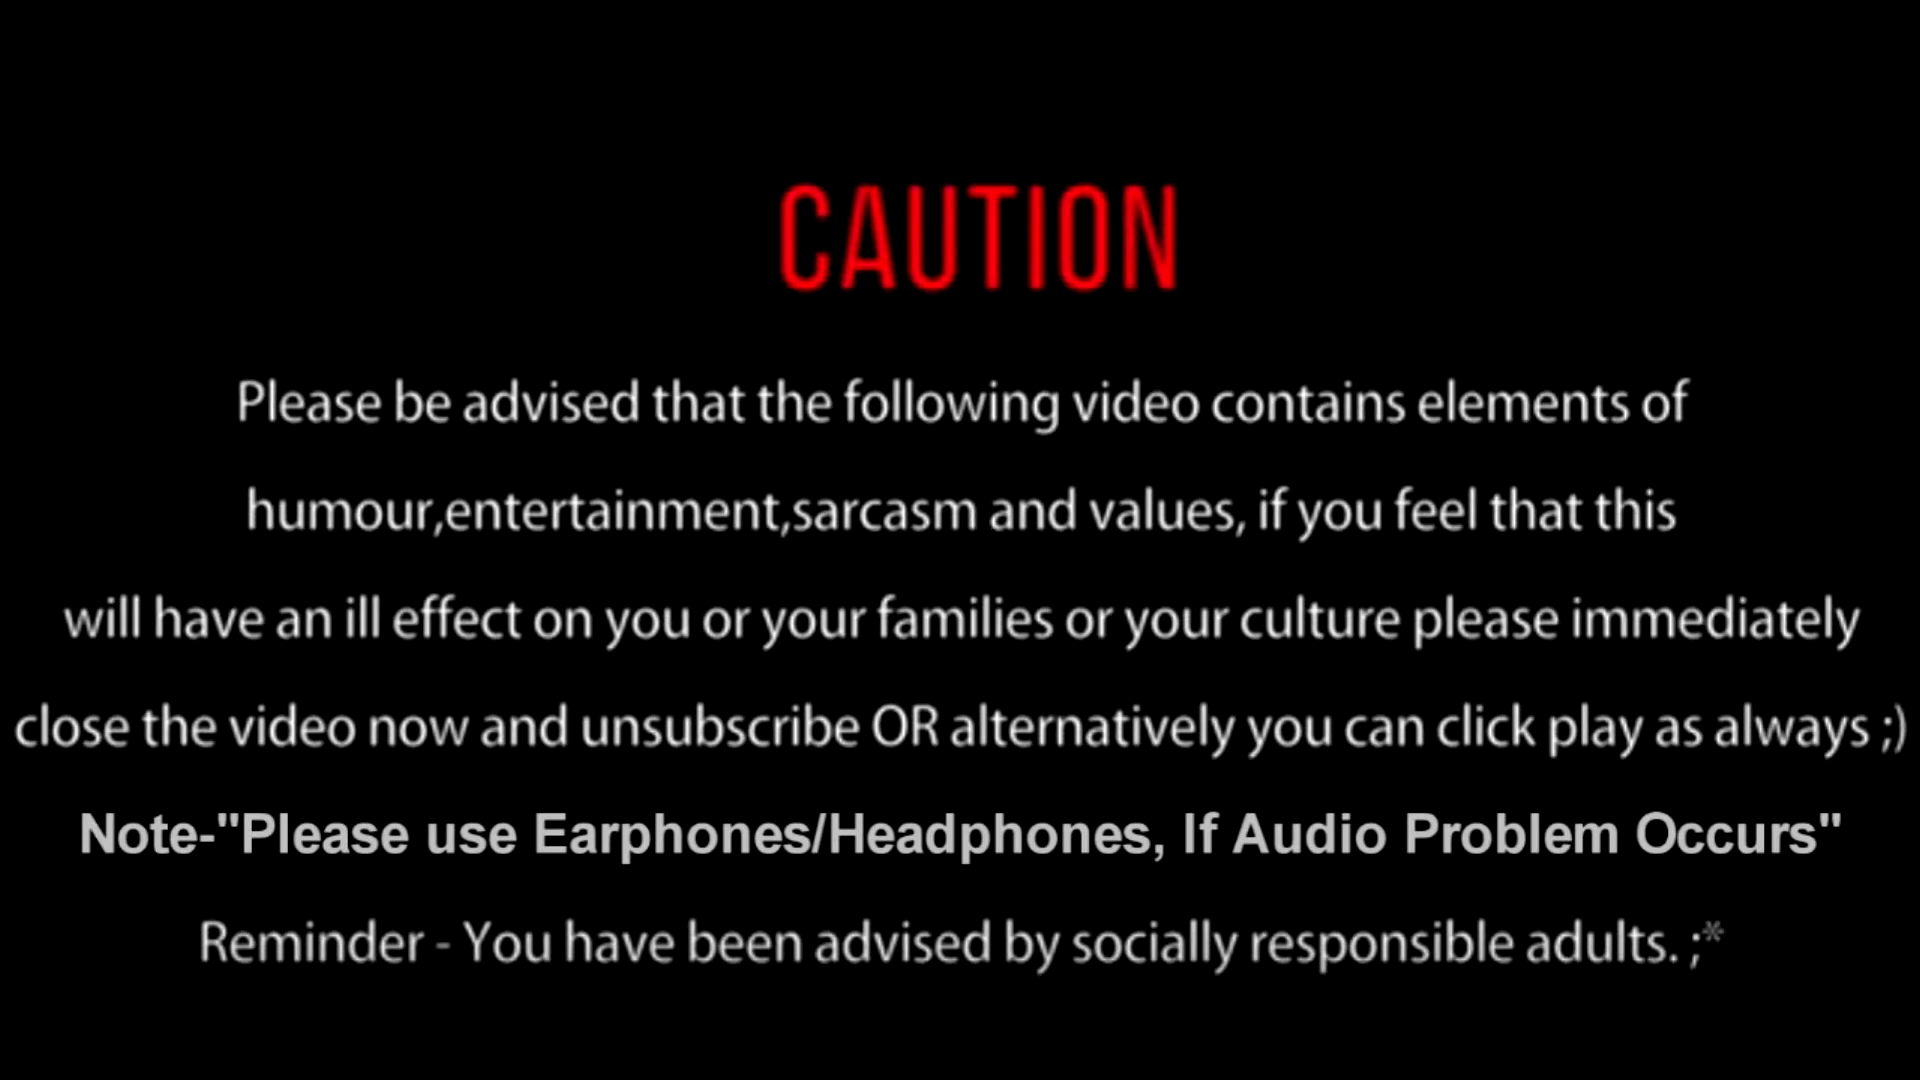 CAUTION
Please be advised that the following video contains elements of
humour,entertainment,sarcasm and values, if you feel that this
will have an ill effect on you or your families or your culture please immediately
close the video now and unsubscribe OR alternatively you can click play as always ;)
Note-"Please use Earphones/Headphones, If Audio Problem Occurs"
Reminder - You have been advised by socially responsible adults. ;*